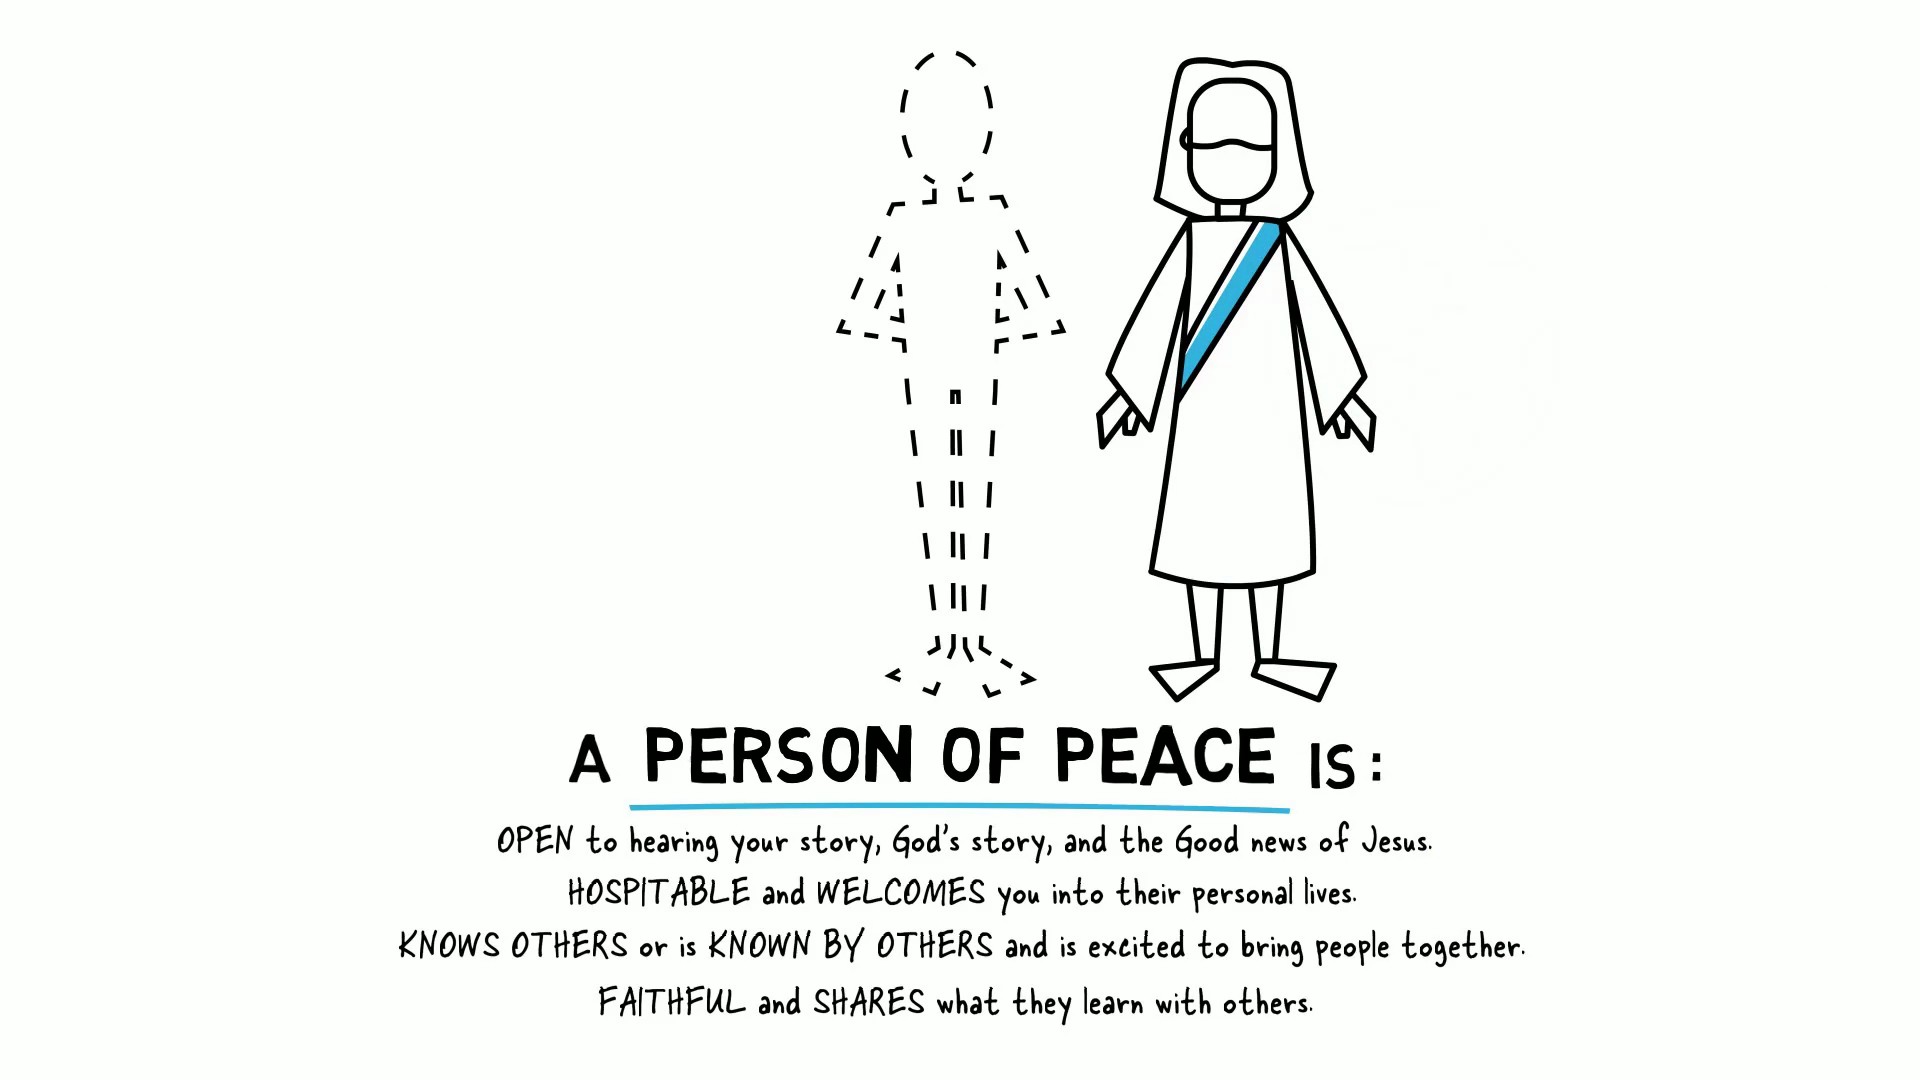 A PERSON OF PEACE IS:
OPEN to hearing your story, God's story, and the Good news of Jesus.
HOSPITABLE and WELCOMES you into their personal lives.
KNOWS OTHERS or is KNOWN BY OTHERS and is excited to bring people together.
FAITHFUL and SHARES what they learn with others.